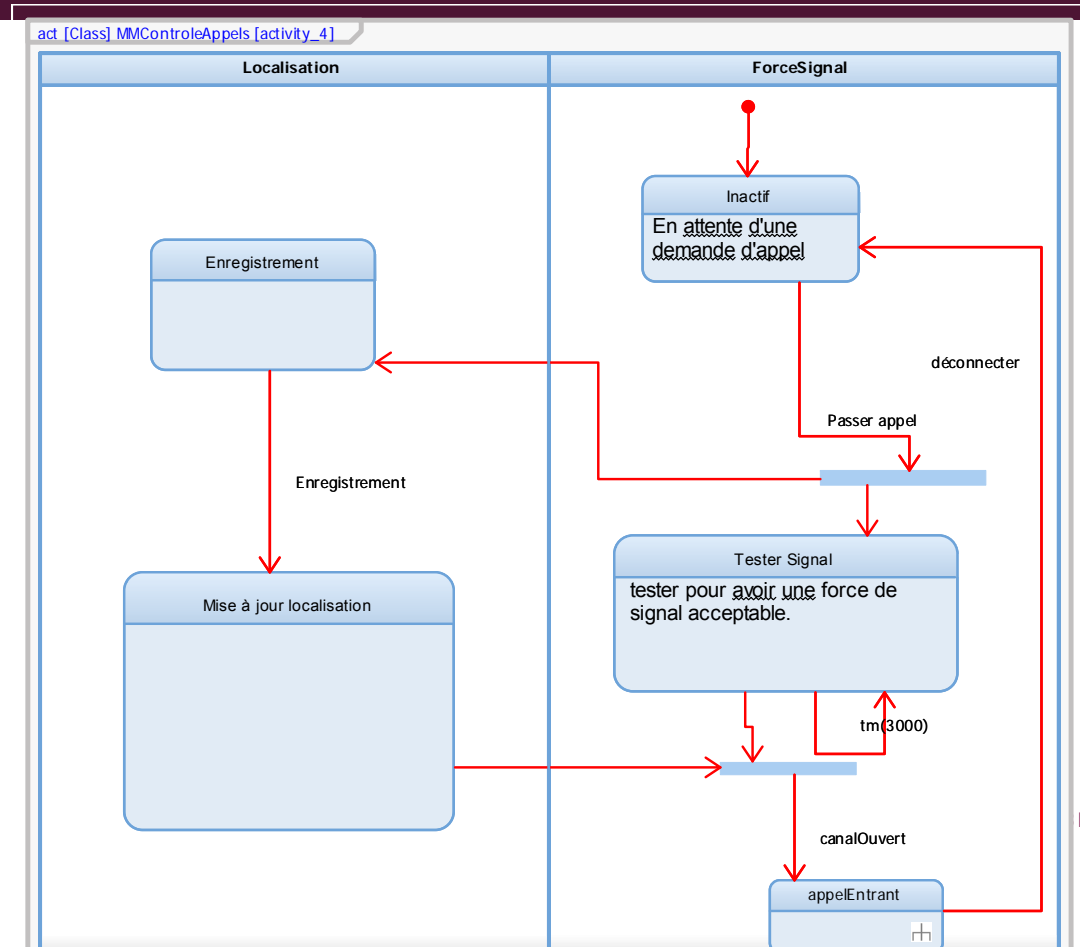 act [Class] MMControleAppels [activity_4]
Localisation
ForceSignal
Inactif
En attente d'une
demande d'appel
Enregistrement
déconnecter
Passer appel
Enregistrement
Tester Signal
tester pour avoir une force de
signal acceptable.
Mise à jour localisation
tm(3000)
canalOuvert
appelEntrant